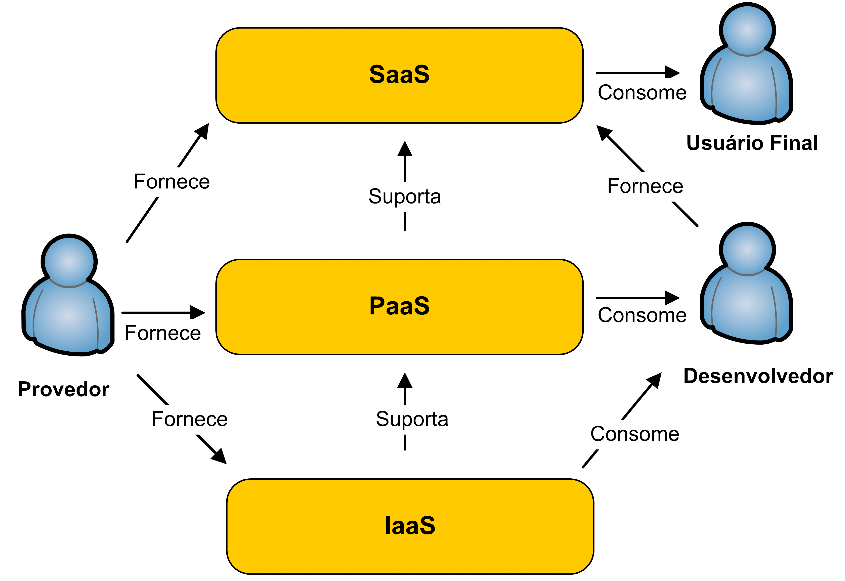 SaaS
Consome
Usuário Final
Fornece
Fornece
Suporta
PaaS
Fornece
Consome
Provedor
Desenvolvedor
Fornece
Suporta
Consome
IaaS